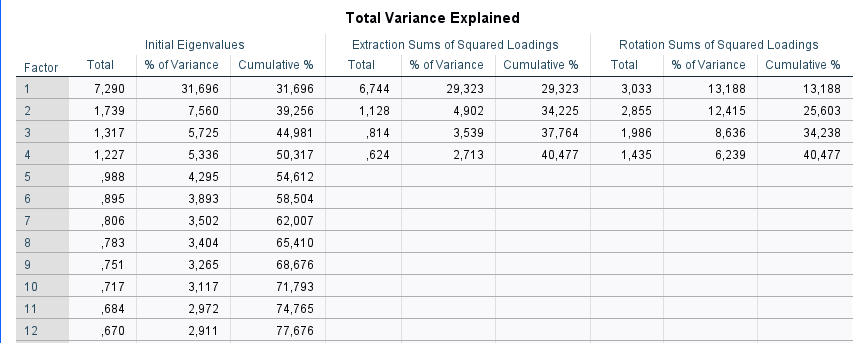 Total Variance Explained
Initial Eigenvalues Extraction Sums of Squared Loadings Rotation Sums of Squared Loadings
Factor Total % of Variance Cumulative % Total % of Variance Cumulative % Total % of Variance Cumulative %
1 7,290 31,696 31,696 6,744 29,323 29,323 3,033 13,188 13,188
2 1,739 7,560 39,256 1,128 4,902 34,225 2,855 12,415 25,603
3 1,317 5,725 44,981 ,814 3,539 37,764 1,986 8,636 34,238
4 1,227 5,336 50,317 ,624 2,713 40,477 1,435 6,239 40,477
5 ,988 4,295 54,612
6 ,895 3,893 58,504
7 ,806 3,502 62,007
8 ,783 3,404 65,410
9 ,751 3,265 68,676
10 ,717 3,117 71,793
11 ,684 2,972 74,765
12 ,670 2,911 77,676